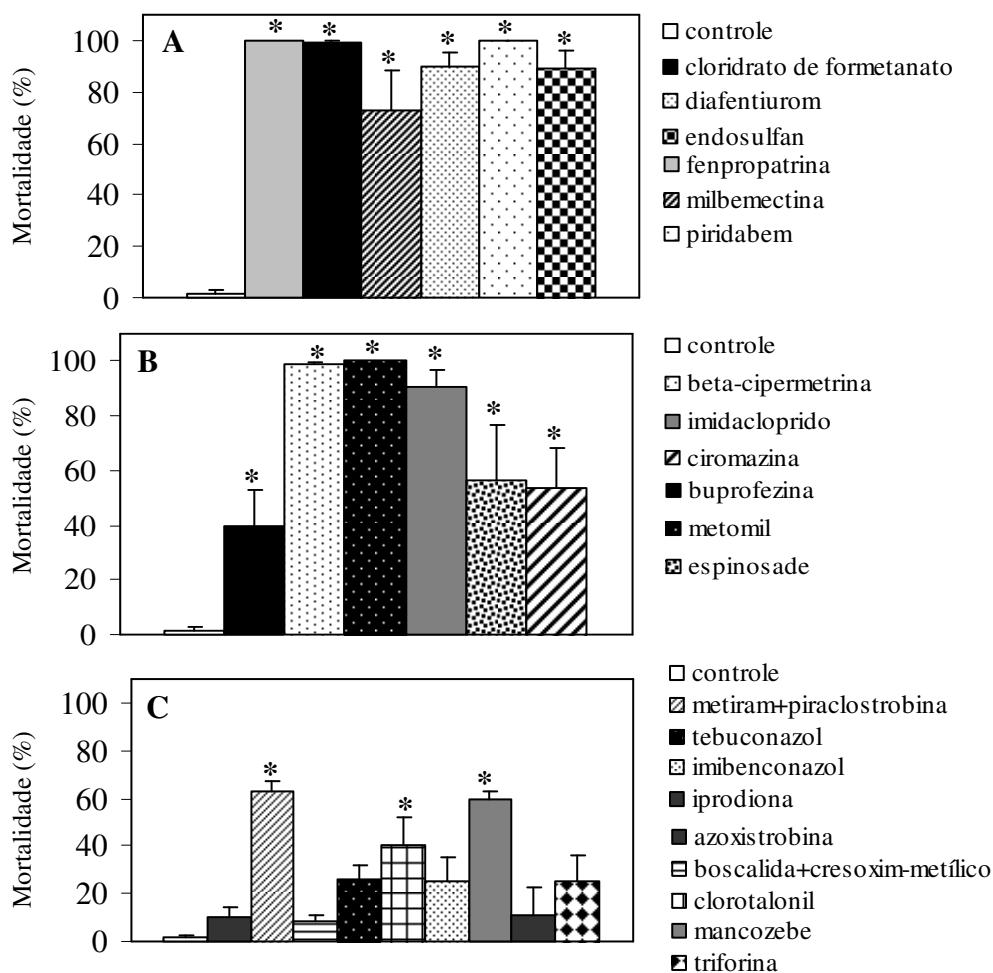 A
Mortalidade (%)
100
80
60
40
20
0
* * * * * *
controle
cloridrato de formetanato
diafentiurom
endosulfan
fenpropatrina
milbemectina
piridabem
B
Mortalidade (%)
100
80
60
40
20
0
* * * * * *
controle
beta-cipermetrina
imidacloprido
ciromazina
buprofezina
metomil
espinosade
C
Mortalidade (%)
100
80
60
40
20
0
* * *
controle
metiram+piraclostrobina
tebuconazol
imibenconazol
iprodiona
azoxistrobina
boscalida+cresoxim-metílico
clorotalonil
mancozebe
triforina